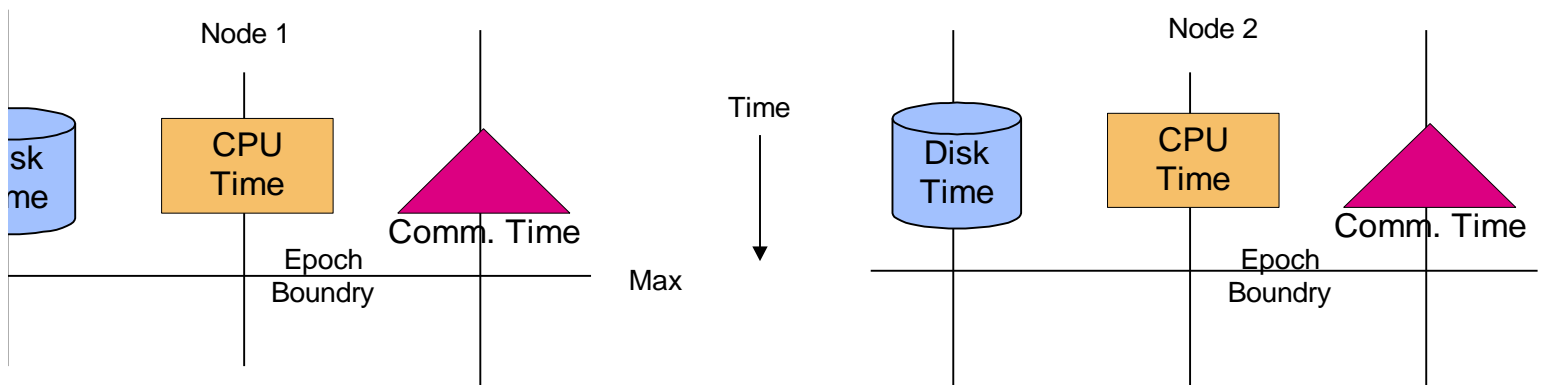 Node 1
sk
me
CPU
Time
Comm. Time
Epoch
Boundry
Max
Time
Node 2
Disk
Time
CPU
Time
Comm. Time
Epoch
Boundry